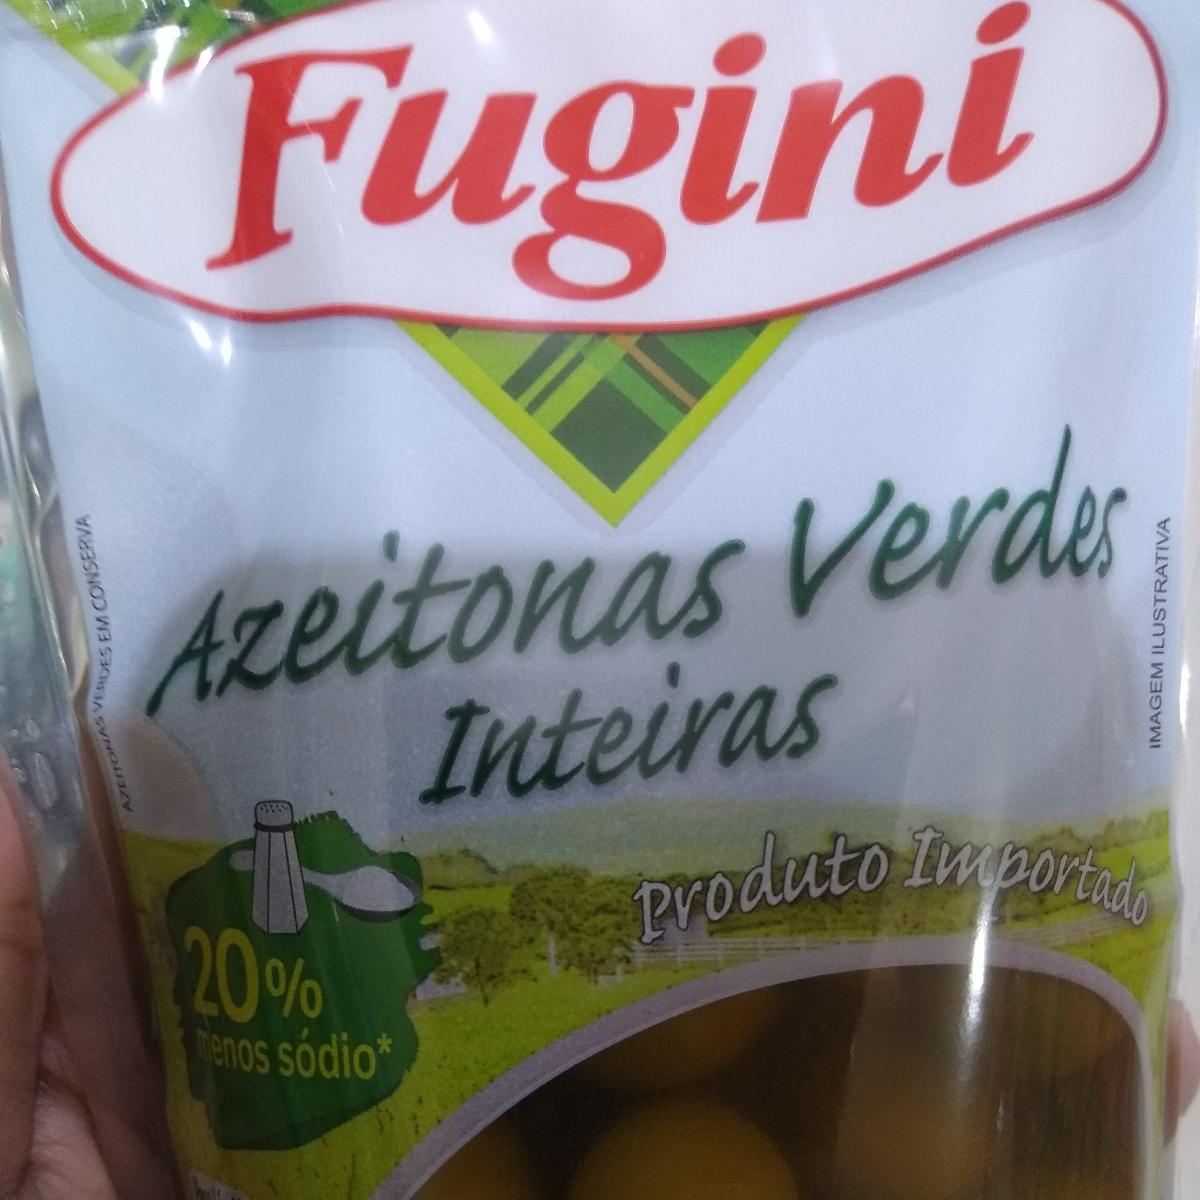 Fugini
Azeitonas Verdes
Inteiras
AZEITONAS VERDES EM CONSERVA
IMAGEM ILUSTRATIVA
Produto Importado
20%
menos sódio*